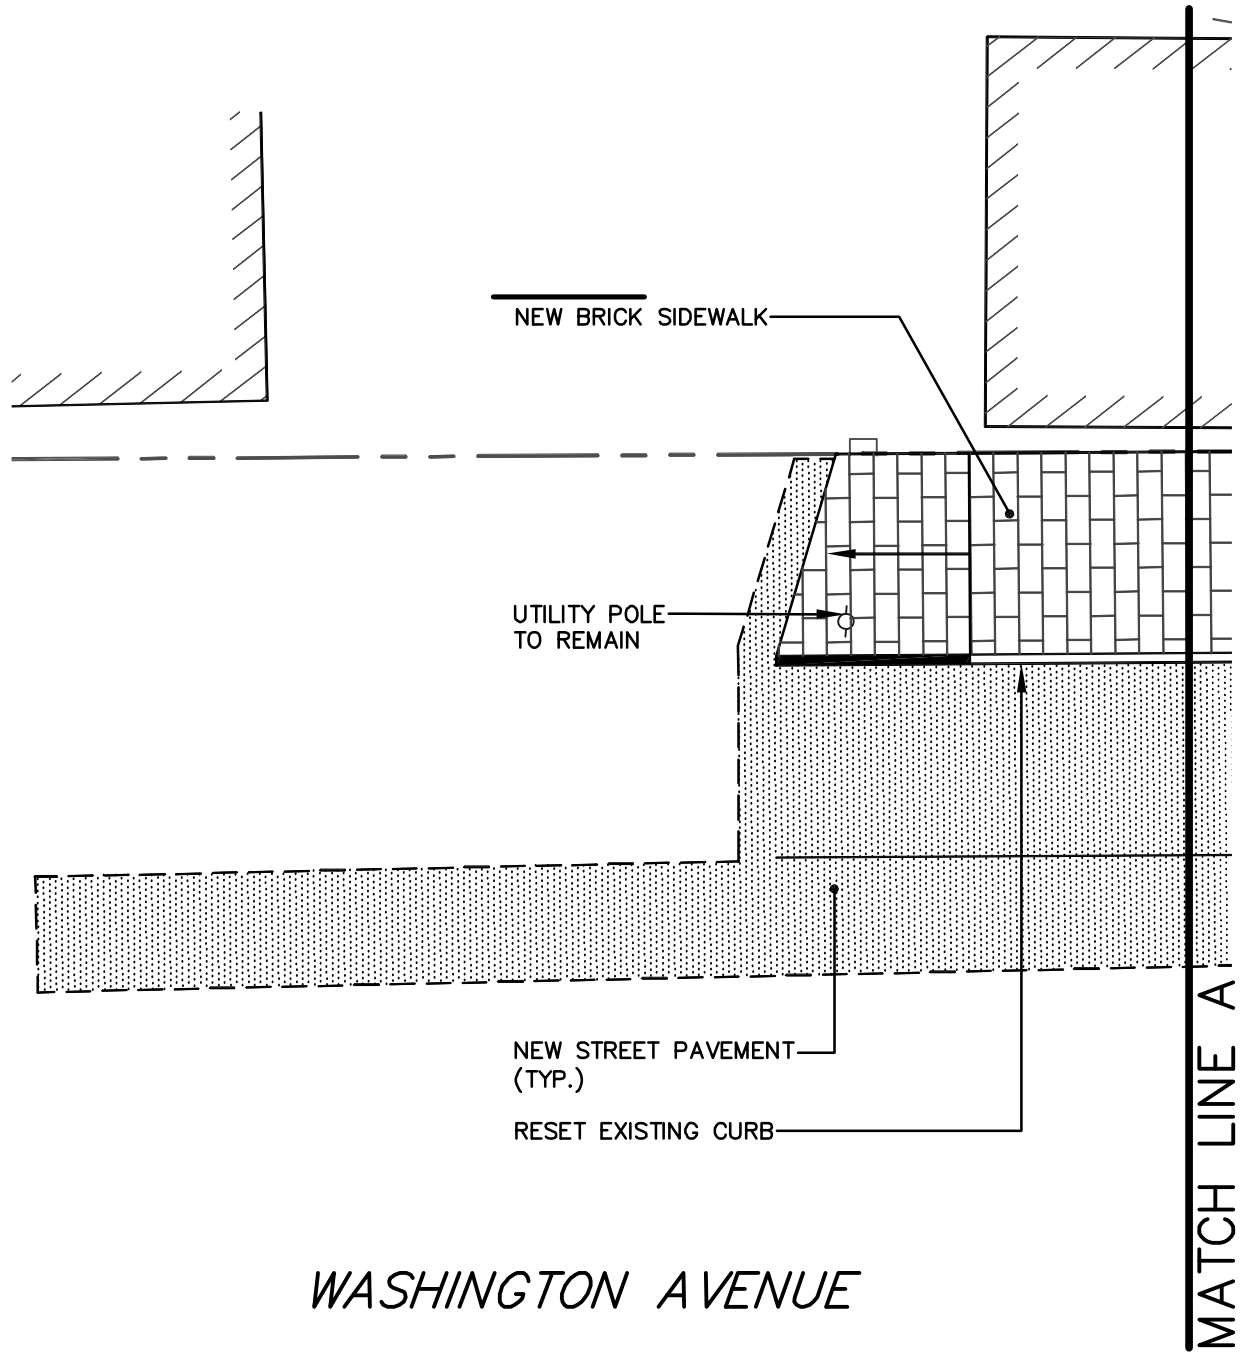 NEW BRICK SIDEWALK
UTILITY POLE
TO REMAIN
NEW STREET PAVEMENT
(TYP.)
RESET EXISTING CURB
WASHINGTON AVENUE
MATCH LINE A